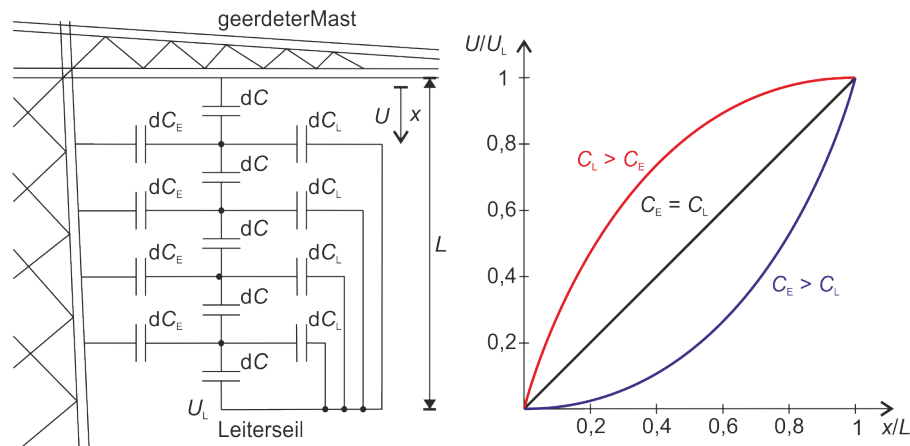 geerdeterMast
dC
U x
dC_E dC_L
dC
dC_E dC_L
dC
L
dC_E dC_L
dC
dC_E dC_L
dC
U_L
Leiterseil
U/U_L
1
0,8
0,6
0,4
0,2
C_L > C_E
C_E = C_L
C_E > C_L
0,2 0,4 0,6 0,8 1 x/L